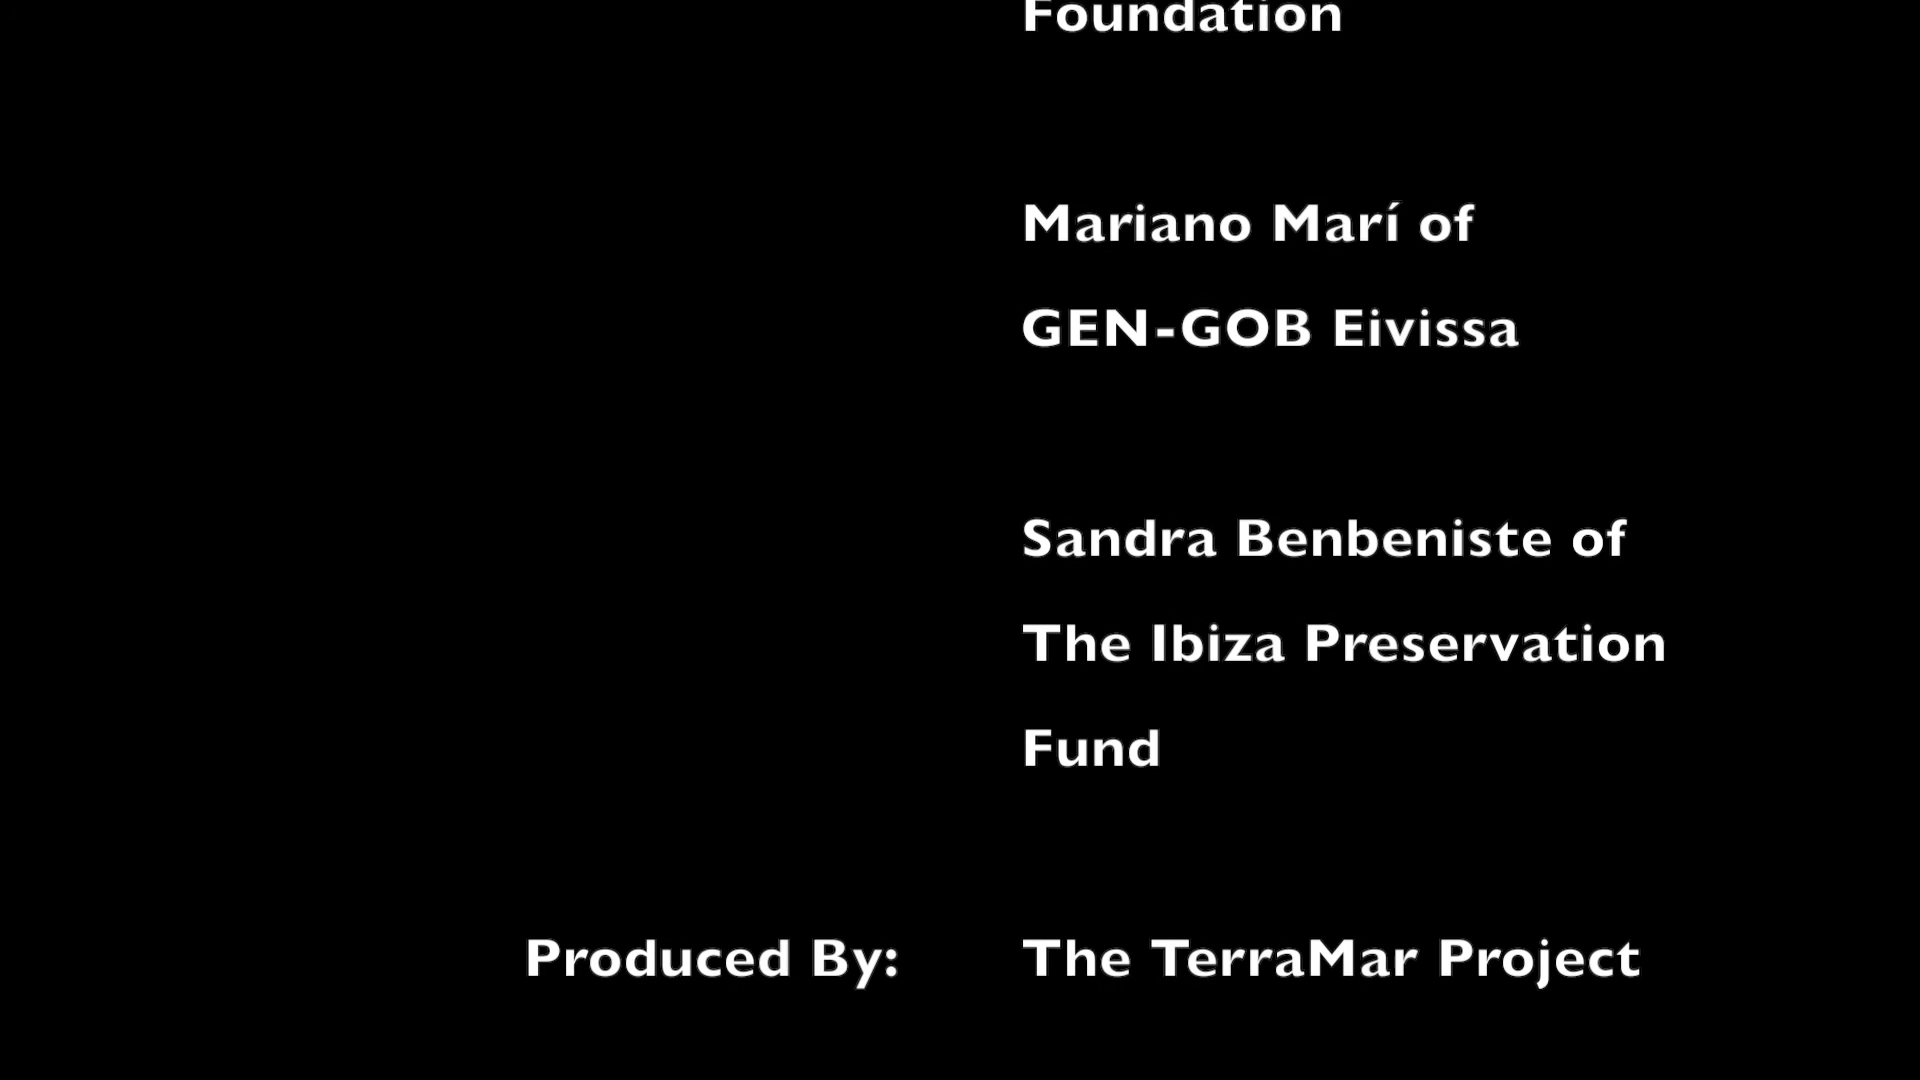 Foundation
Mariano Marí of
GEN-GOB Eivissa
Sandra Benbeniste of
The Ibiza Preservation
Fund
Produced By: The TerraMar Project